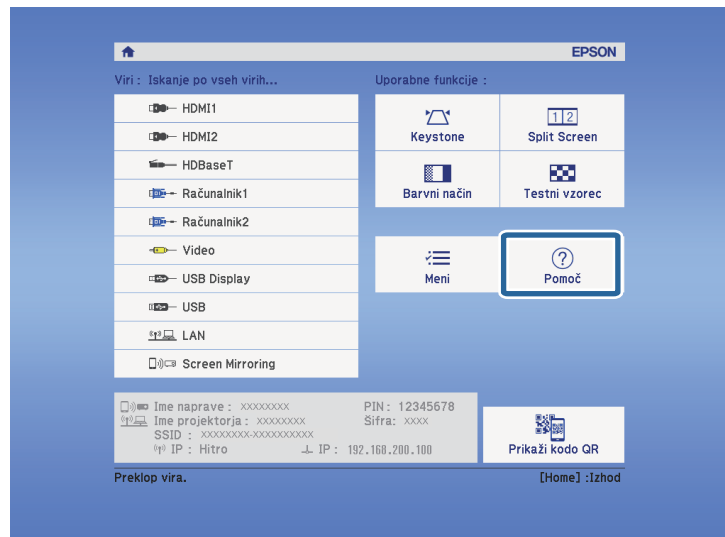 EPSON
Viri : Iskanje po vseh virih...
Uporabne funkcije :
HDMI1
HDMI2
HDBaseT
Računalnik1
Računalnik2
Video
USB Display
USB
LAN
Screen Mirroring
Keystone
1 2
Split Screen
Barvni način
Testni vzorec
Meni
?
Pomoč
Ime naprave : XXXXXXXX
PIN : 12345678
Ime projektorja : XXXXXXXX
Šifra: XXXX
SSID : XXXXXXXX-XXXXXXXXXX
IP : Hitro
IP : 192.168.200.100
Prikaži kodo QR
Preklop vira.
[Home] :Izhod